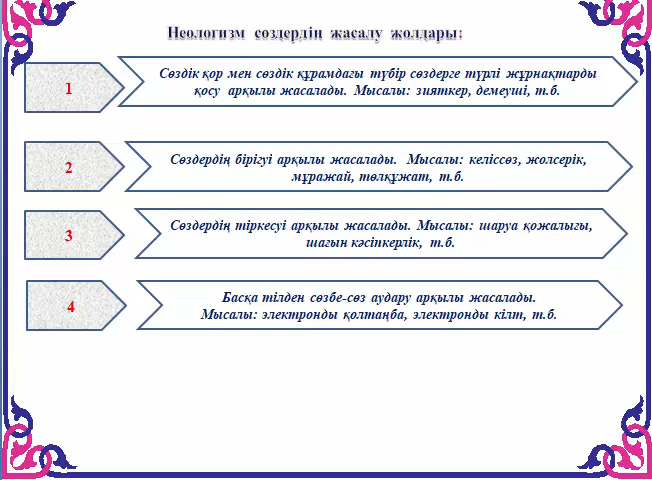 Неологизм сөздердің жасалу жолдары:
1
Сөздік қор мен сөздік құрамдағы түбір сөздерге түрлі жұрнақтарды
қосу арқылы жасалады. Мысалы: зияткер, демеуші, т.б.
2
Сөздердің бірігуі арқылы жасалады. Мысалы: келіссөз, жолсерік,
мұражай, төлқұжат, т.б.
3
Сөздердің тіркесуі арқылы жасалады. Мысалы: шаруа қожалығы,
шағын кәсіпкерлік, т.б.
4
Басқа тілден сөзбе-сөз аудару арқылы жасалады.
Мысалы: электронды қолтаңба, электронды кілт, т.б.